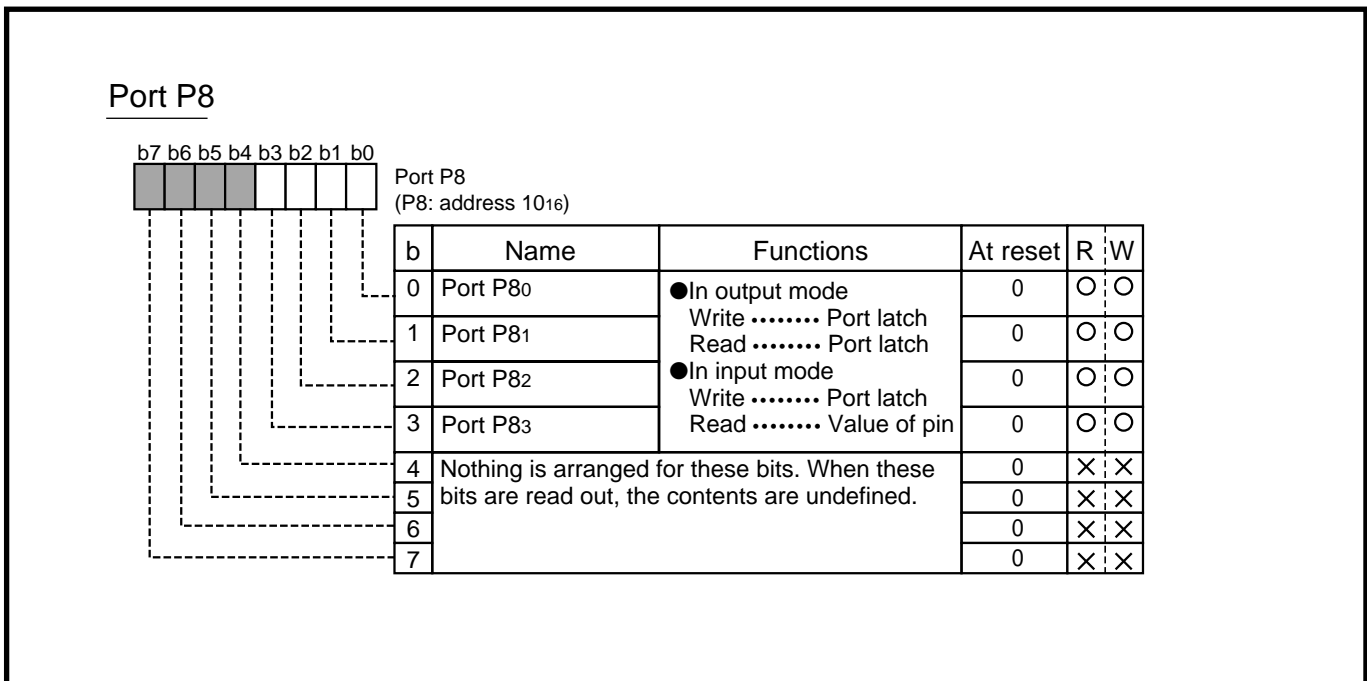 Port P8
b7 b6 b5 b4 b3 b2 b1 b0
Port P8
(P8: address 1016)
b Name Functions At reset R W
0 Port P80 ●In output mode 0 O O
Write •••••••• Port latch
1 Port P81 Read •••••••• Port latch 0 O O
2 Port P82 ●In input mode 0 O O
Write •••••••• Port latch
3 Port P83 Read •••••••• Value of pin 0 O O
4 Nothing is arranged for these bits. When these 0 × ×
5 bits are read out, the contents are undefined. 0 × ×
6 0 × ×
7 0 × ×